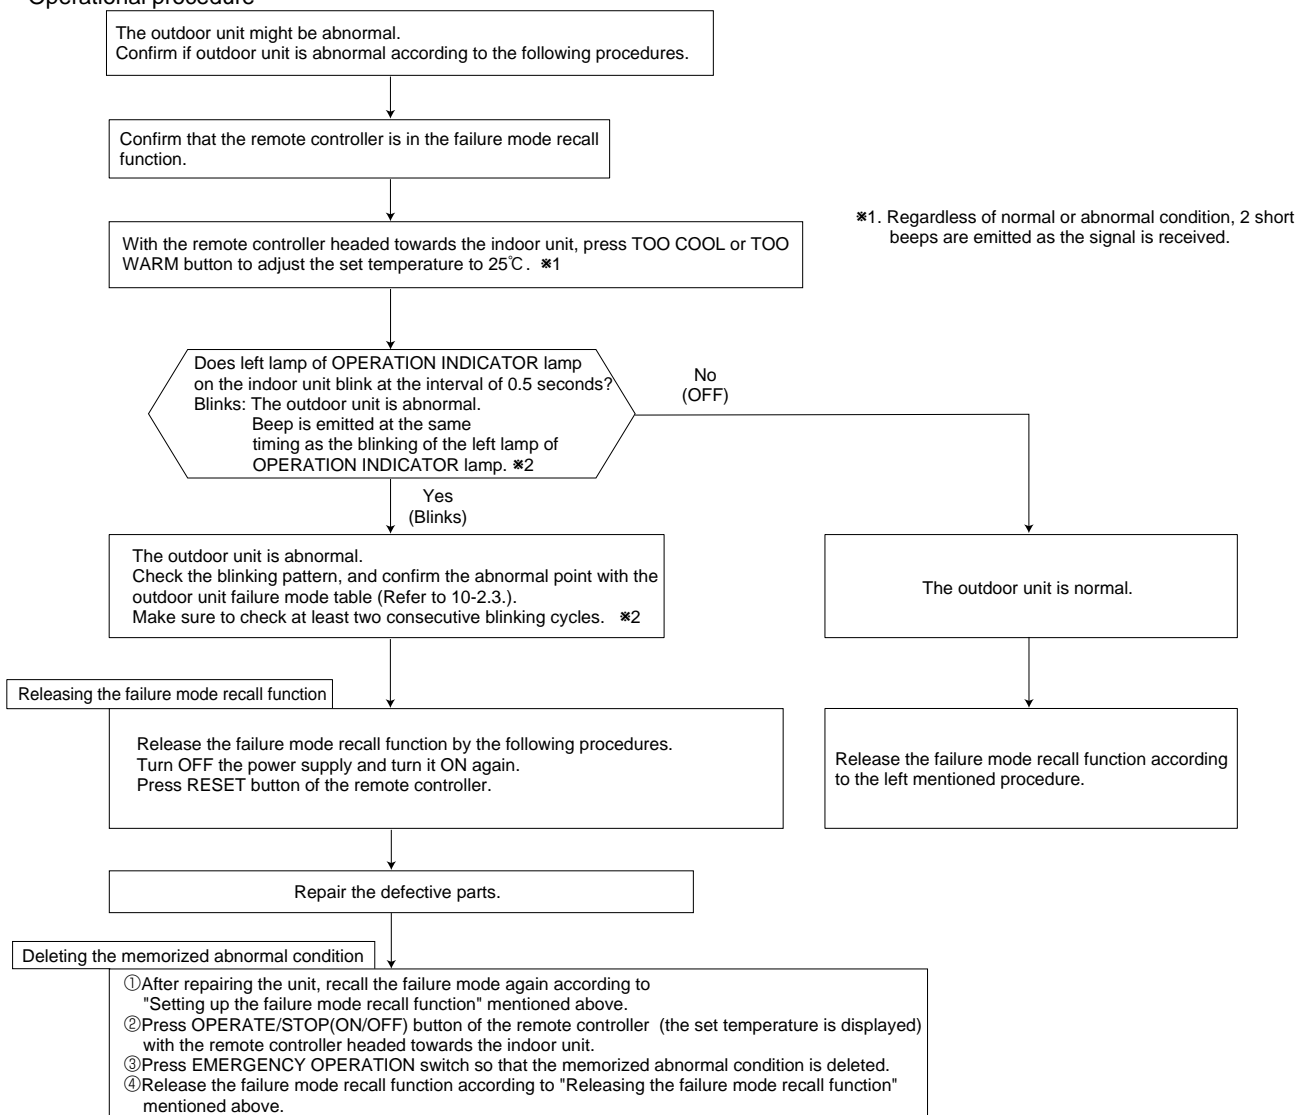 Operational procedure
The outdoor unit might be abnormal.
Confirm if outdoor unit is abnormal according to the following procedures.
Confirm that the remote controller is in the failure mode recall
function.
With the remote controller headed towards the indoor unit, press TOO COOL or TOO
WARM button to adjust the set temperature to 25℃. ※1
※1. Regardless of normal or abnormal condition, 2 short
beeps are emitted as the signal is received.
Does left lamp of OPERATION INDICATOR lamp
on the indoor unit blink at the interval of 0.5 seconds?
Blinks: The outdoor unit is abnormal.
Beep is emitted at the same
timing as the blinking of the left lamp of
OPERATION INDICATOR lamp. ※2
No
(OFF)
Yes
(Blinks)
The outdoor unit is abnormal.
Check the blinking pattern, and confirm the abnormal point with the
outdoor unit failure mode table (Refer to 10-2.3.).
Make sure to check at least two consecutive blinking cycles. ※2
The outdoor unit is normal.
Releasing the failure mode recall function
Release the failure mode recall function by the following procedures.
Turn OFF the power supply and turn it ON again.
Press RESET button of the remote controller.
Release the failure mode recall function according
to the left mentioned procedure.
Repair the defective parts.
Deleting the memorized abnormal condition
①After repairing the unit, recall the failure mode again according to
"Setting up the failure mode recall function" mentioned above.
②Press OPERATE/STOP(ON/OFF) button of the remote controller (the set temperature is displayed)
with the remote controller headed towards the indoor unit.
③Press EMERGENCY OPERATION switch so that the memorized abnormal condition is deleted.
④Release the failure mode recall function according to "Releasing the failure mode recall function"
mentioned above.